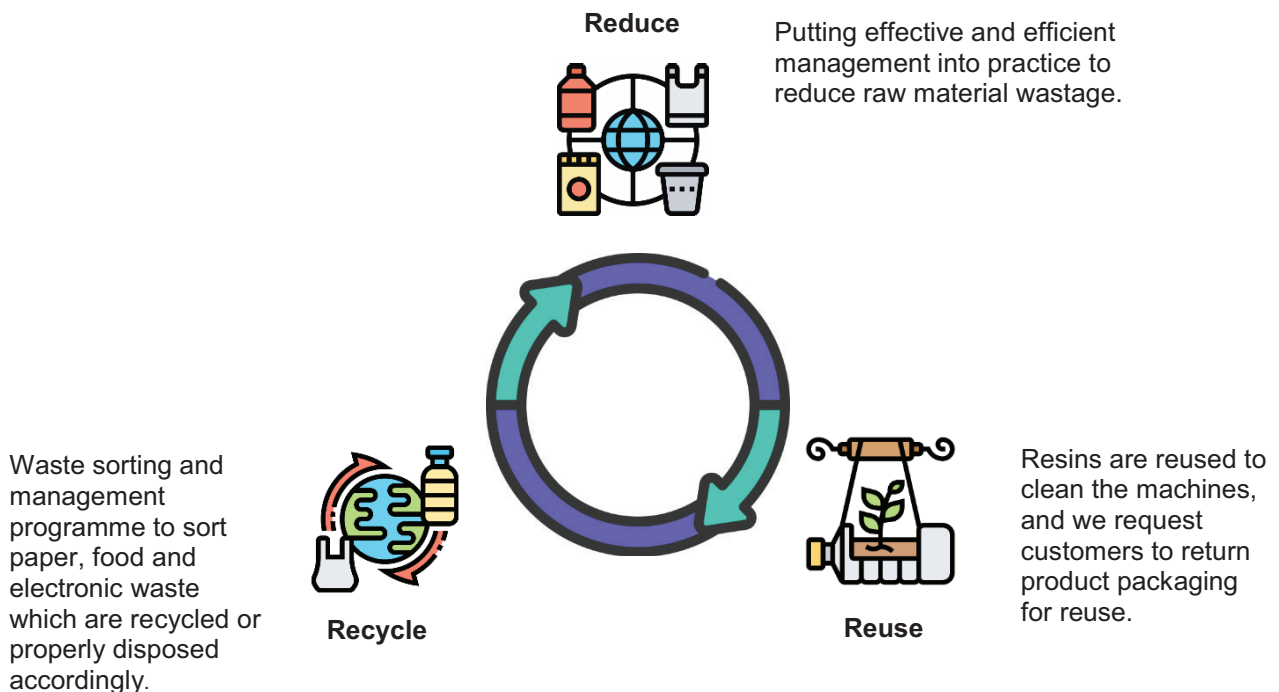 Reduce
Putting effective and efficient
management into practice to
reduce raw material wastage.
Waste sorting and
management
programme to sort
paper, food and
electronic waste
which are recycled or
properly disposed
accordingly.
Recycle
Reuse
Resins are reused to
clean the machines,
and we request
customers to return
product packaging
for reuse.